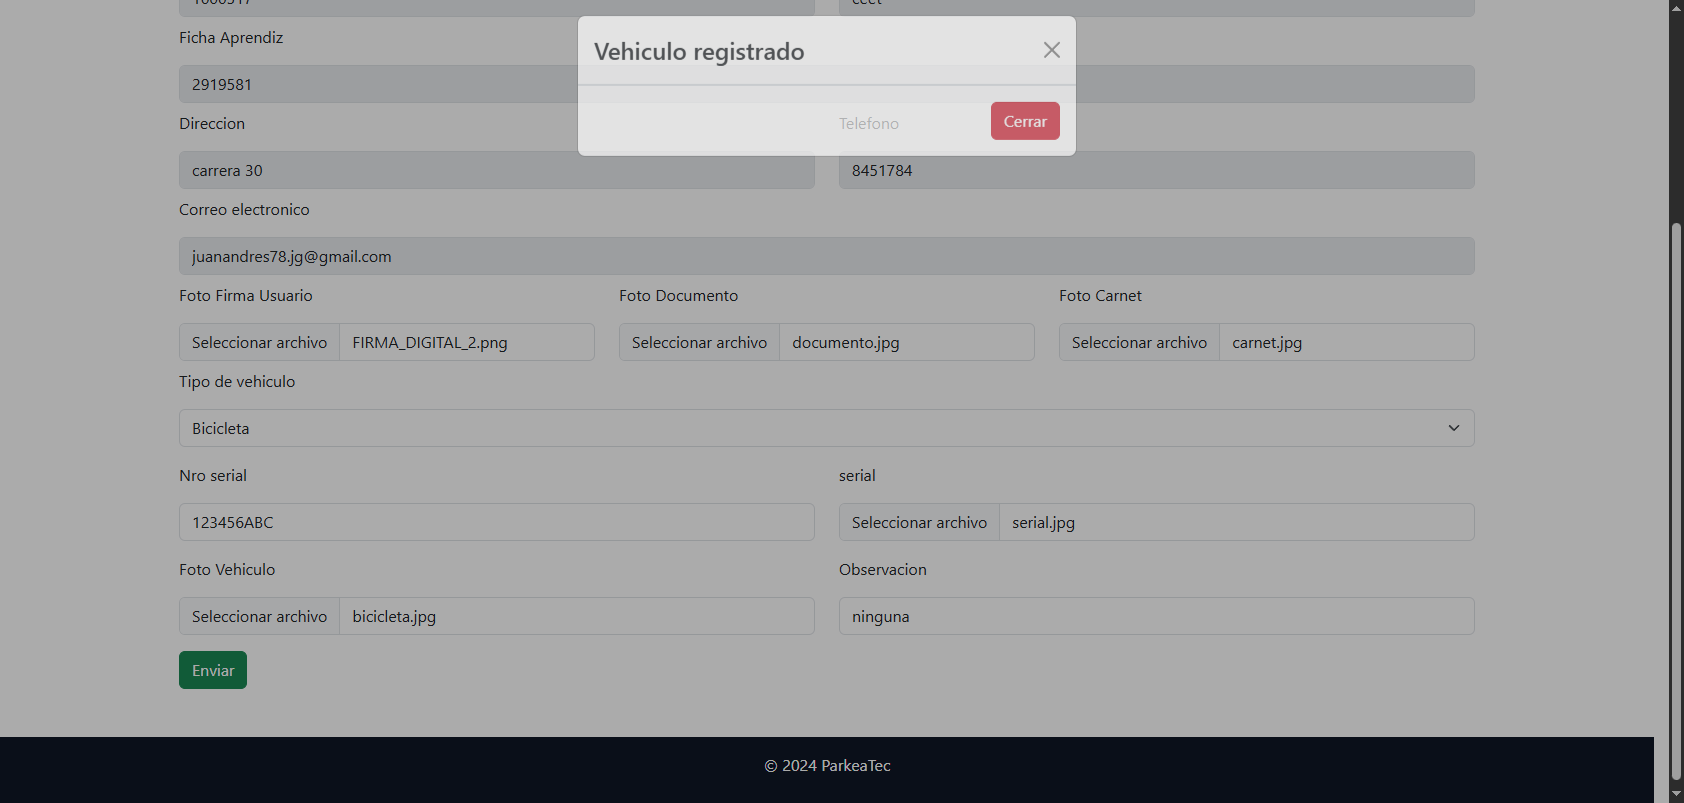 Vehiculo registrado
Ficha Aprendiz
2919581
Direccion
Telefono
Cerrar
carrera 30
8451784
Correo electronico
juanandres78.jg@gmail.com
Foto Firma Usuario
Foto Documento
Foto Carnet
Seleccionar archivo FIRMA_DIGITAL_2.png
Seleccionar archivo documento.jpg
Seleccionar archivo carnet.jpg
Tipo de vehiculo
Bicicleta
Nro serial
serial
123456ABC
Seleccionar archivo serial.jpg
Foto Vehiculo
Observacion
Seleccionar archivo bicicleta.jpg
ninguna
Enviar
© 2024 ParkeaTec